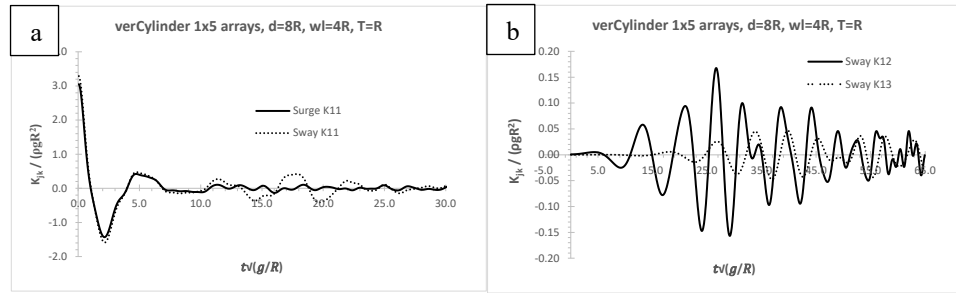 a
verCylinder 1x5 arrays, d=8R, wl=4R, T=R
.0
3.0
2.0
1.0
0.0
-1.0
-2.0
0.0 5.0 10.0 15.0 20.0 25.0 30.0
K_jk / (ρgR²)
Surge K11
Sway K11
t√(g/R)
b
verCylinder 1x5 arrays, d=8R, wl=4R, T=R
0.20
0.15
0.10
0.05
0.00
-0.05
-0.10
-0.15
-0.20
5.0 15.0 25.0 35.0 45.0 55.0 65.0
K_jk / (ρgR²)
Sway K12
Sway K13
t√(g/R)